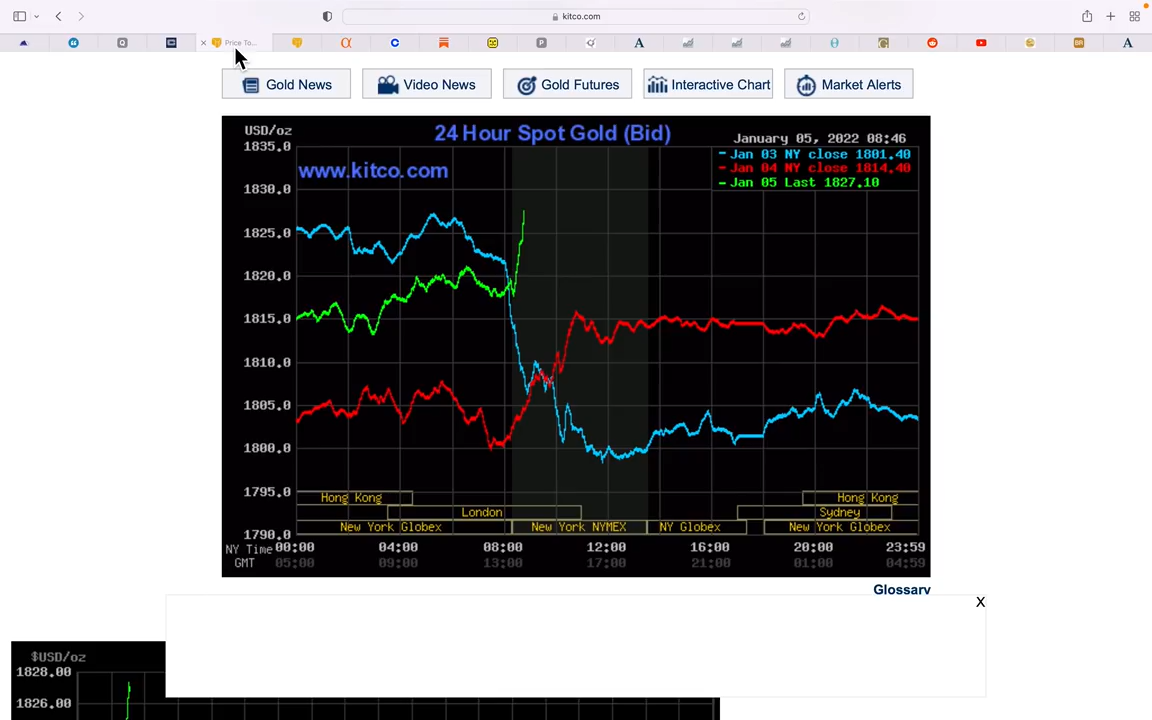 kitco.com
Price To...
Gold News
Video News
Gold Futures
Interactive Chart
Market Alerts
USD/oz
24 Hour Spot Gold (Bid)
January 05, 2022 08:46
1835.0
www.kitco.com
Jan 03 NY close 1801.40
Jan 04 NY close 1814.40
Jan 05 Last 1827.10
1830.0
1825.0
1820.0
1815.0
1810.0
1805.0
1800.0
1795.0
1790.0
Hong Kong
Hong Kong
London
Sydney
New York Globex
New York NYMEX
NY Globex
New York Globex
NY Time 00:00 04:00 08:00 12:00 16:00 20:00 23:59
GMT 05:00 09:00 13:00 17:00 21:00 01:00 04:59
Glossary
X
$USD/oz
1828.00
1826.00